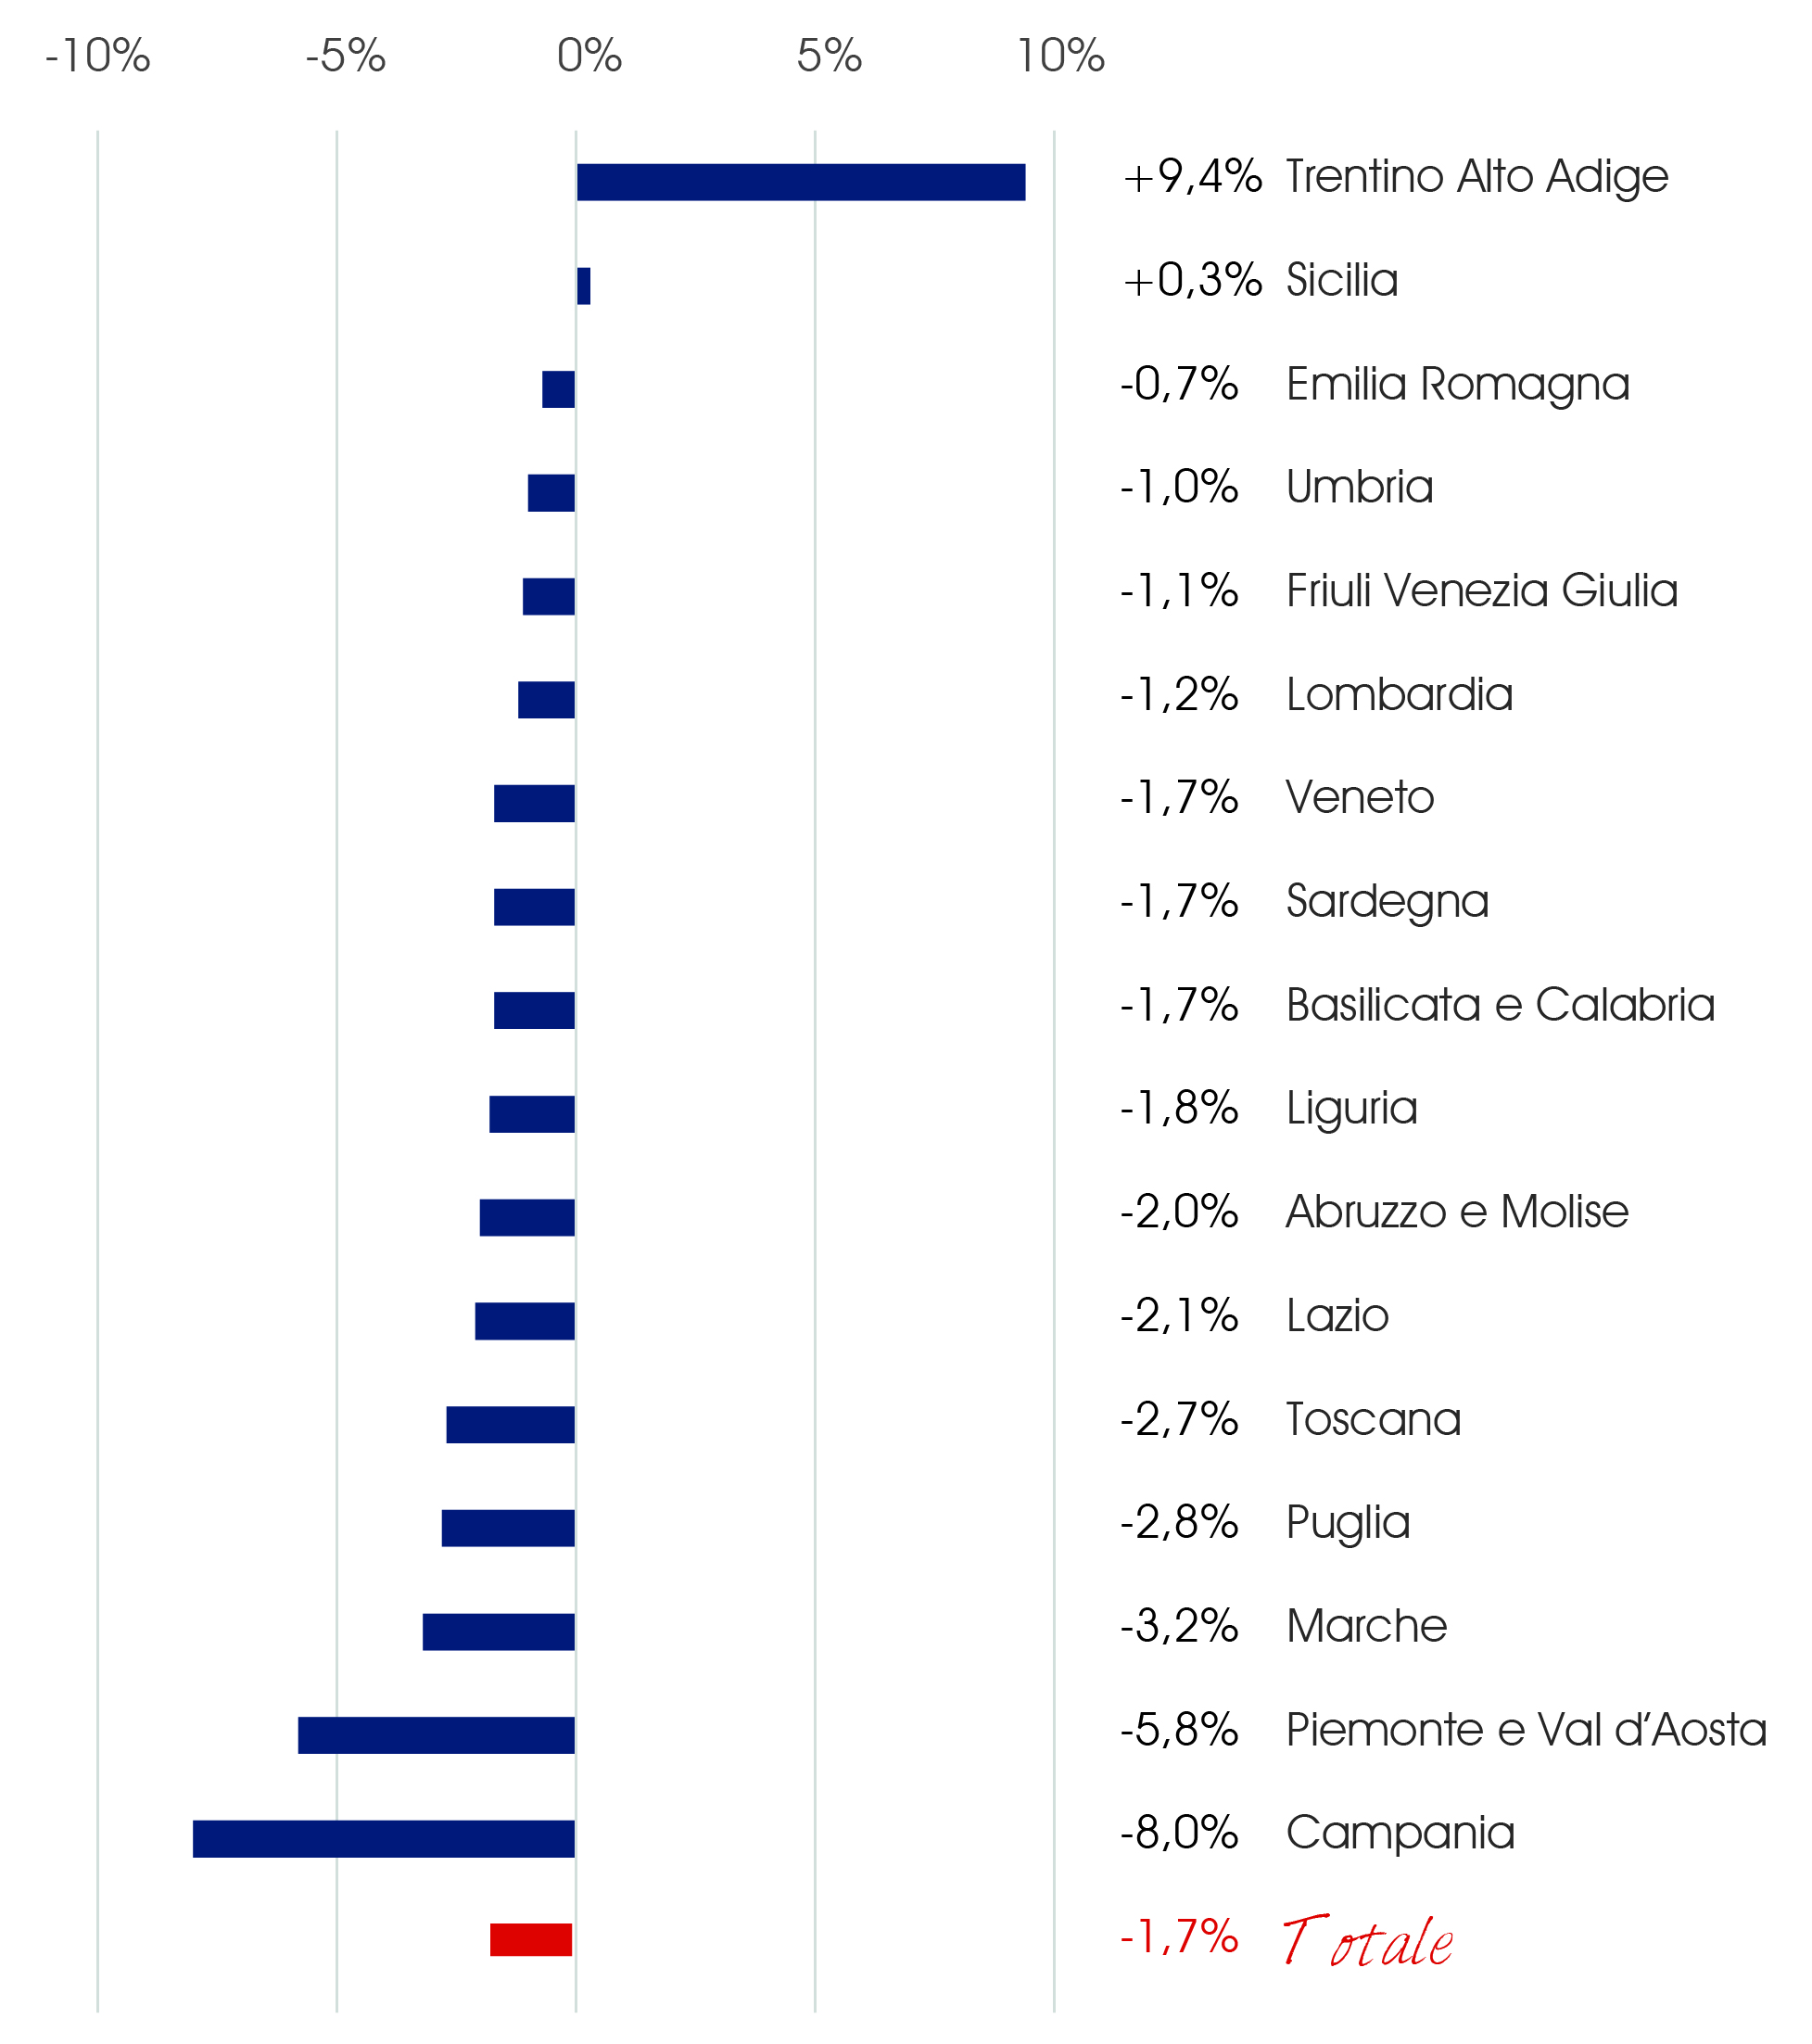 -10% -5% 0% 5% 10%
+9,4% Trentino Alto Adige
+0,3% Sicilia
-0,7% Emilia Romagna
-1,0% Umbria
-1,1% Friuli Venezia Giulia
-1,2% Lombardia
-1,7% Veneto
-1,7% Sardegna
-1,7% Basilicata e Calabria
-1,8% Liguria
-2,0% Abruzzo e Molise
-2,1% Lazio
-2,7% Toscana
-2,8% Puglia
-3,2% Marche
-5,8% Piemonte e Val d’Aosta
-8,0% Campania
-1,7% Totale